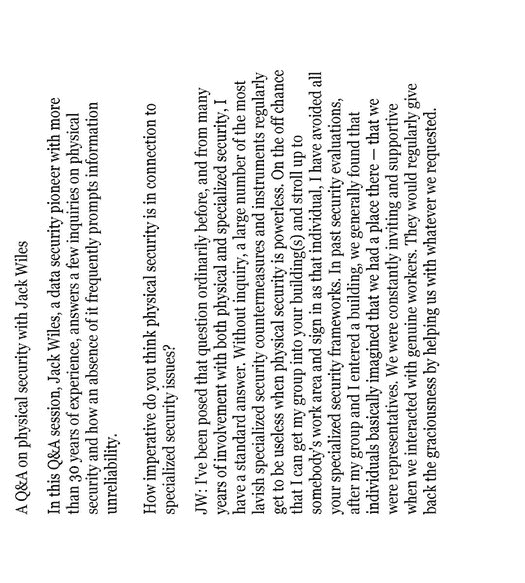 A Q&A on physical security with Jack Wiles
In this Q&A session, Jack Wiles, a data security pioneer with more
than 30 years of experience, answers a few inquiries on physical
security and how an absence of it frequently prompts information
unreliability.
How imperative do you think physical security is in connection to
specialized security issues?
JW: I've been posed that question ordinarily before, and from many
years of involvement with both physical and specialized security, I
have a standard answer. Without inquiry, a large number of the most
lavish specialized security countermeasures and instruments regularly
get to be useless when physical security is powerless. On the off chance
that I can get my group into your building(s) and stroll up to
somebody's work area and sign in as that individual, I have avoided all
your specialized security frameworks. In past security evaluations,
after my group and I entered a building, we generally found that
individuals basically imagined that we had a place there — that we
were representatives. We were constantly inviting and supportive
when we interacted with genuine workers. They would regularly give
back the graciousness by helping us with whatever we requested.